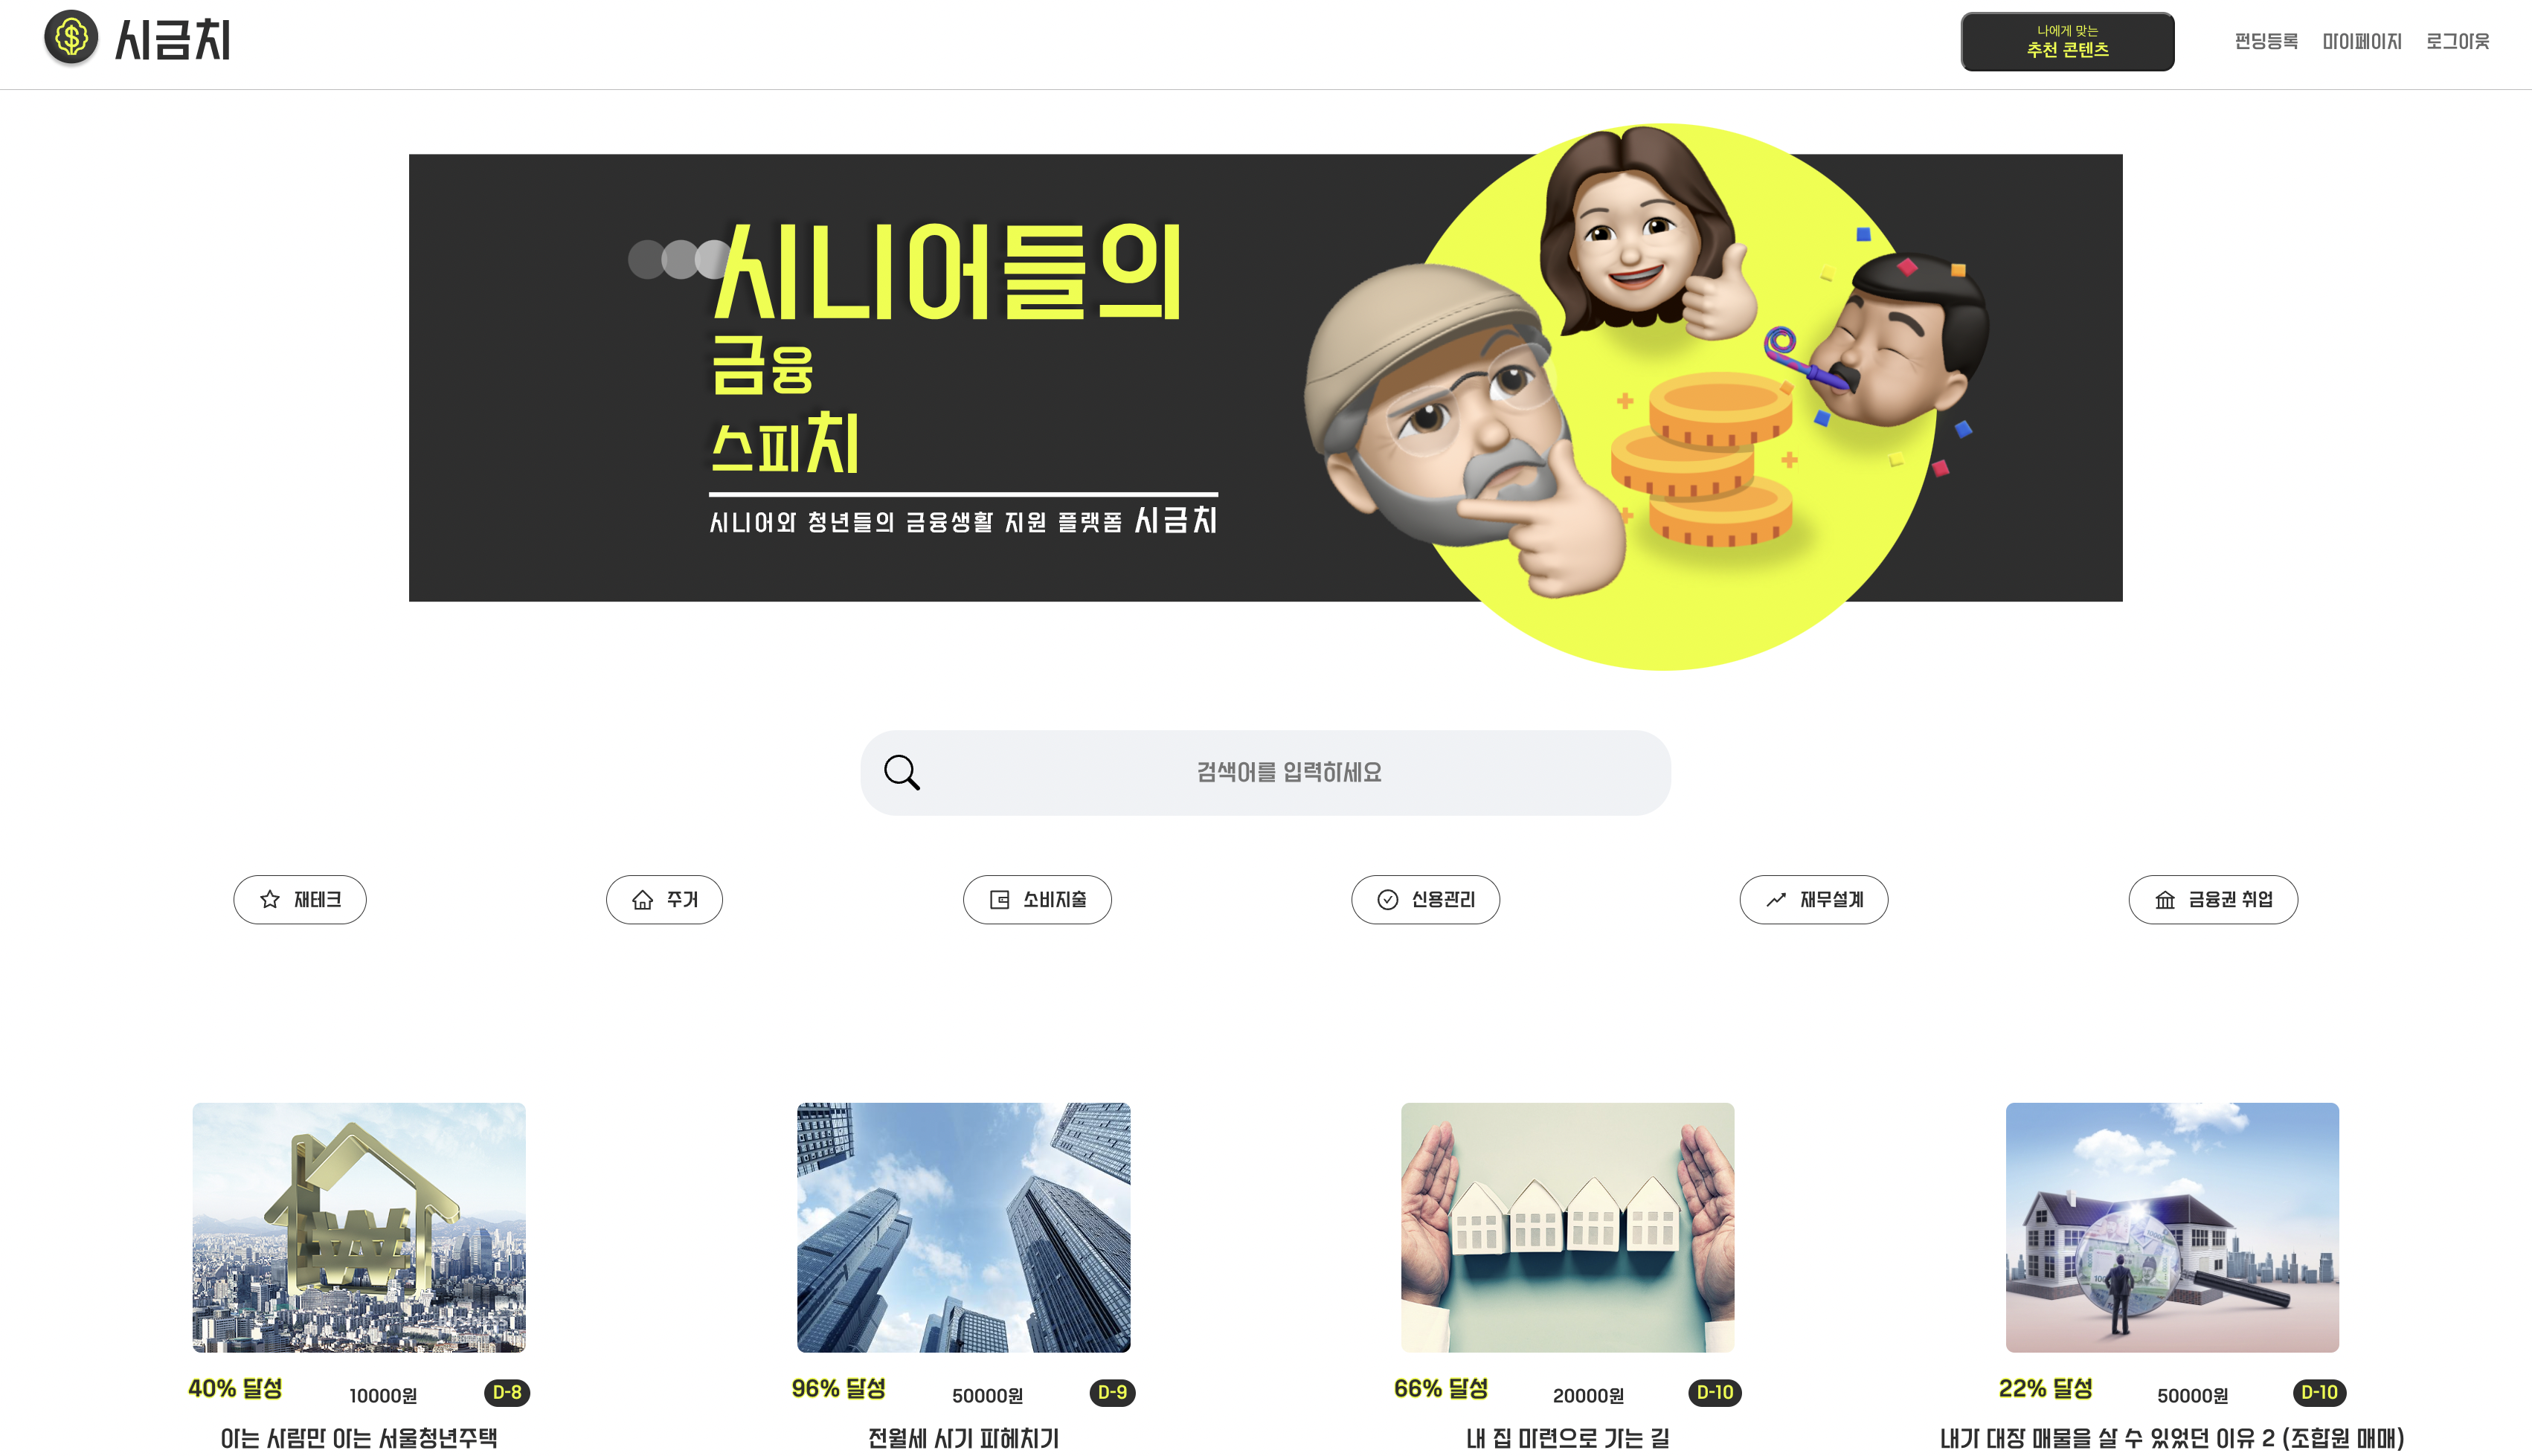 시금치
나에게 맞는
추천 콘텐츠
펀딩등록 마이페이지 로그아웃
시니어들의
금융
스피치
시니어와 청년들의 금융생활 지원 플랫폼 시금치
검색어를 입력하세요
재테크 주거 소비지출 신용관리 재무설계 금융권 취업
40% 달성 10000원 D-8
아는 사람만 아는 서울청년주택
96% 달성 50000원 D-9
전월세 사기 파헤치기
66% 달성 20000원 D-10
내 집 마련으로 가는 길
22% 달성 50000원 D-10
내가 대장 매물을 살 수 있었던 이유 2 (조합원 매매)